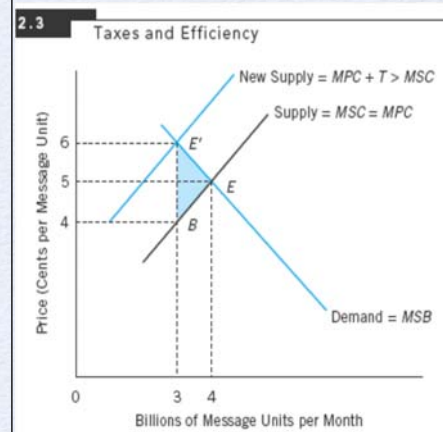 2.3
Taxes and Efficiency
New Supply = MPC + T > MSC
Supply = MSC = MPC
Price (Cents per Message Unit)
6
E'
5
E
4
B
Demand = MSB
0
3
4
Billions of Message Units per Month